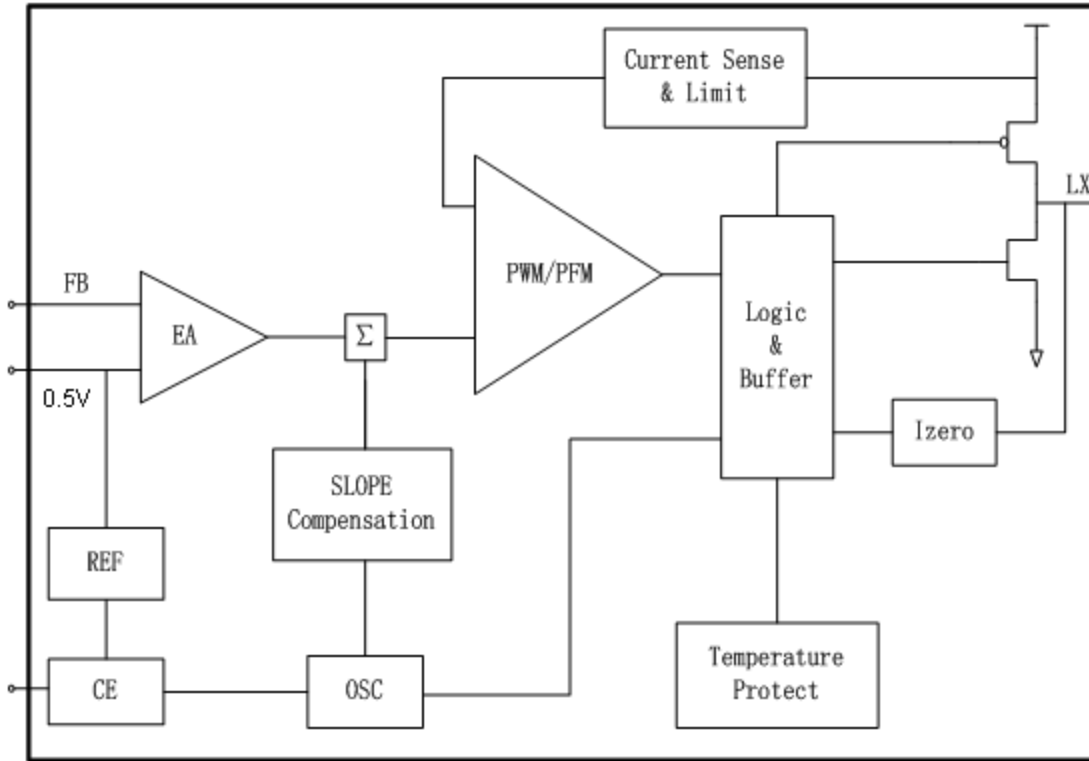 Current Sense
& Limit
LX
PWM/PFM
FB
EA
Σ
Logic
&
Buffer
0.5V
Izero
SLOPE
Compensation
REF
Temperature
Protect
CE
OSC